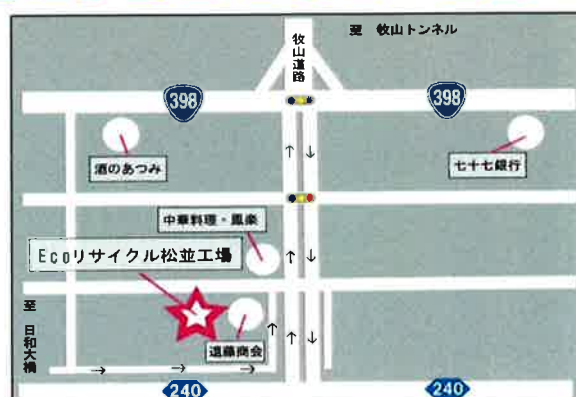 至 牧山トンネル
牧山道路
398
398
酒のあつみ
七十七銀行
中華料理・鳳楽
Ecoリサイクル松並工場
至 日和大橋
遠藤商会
240
240